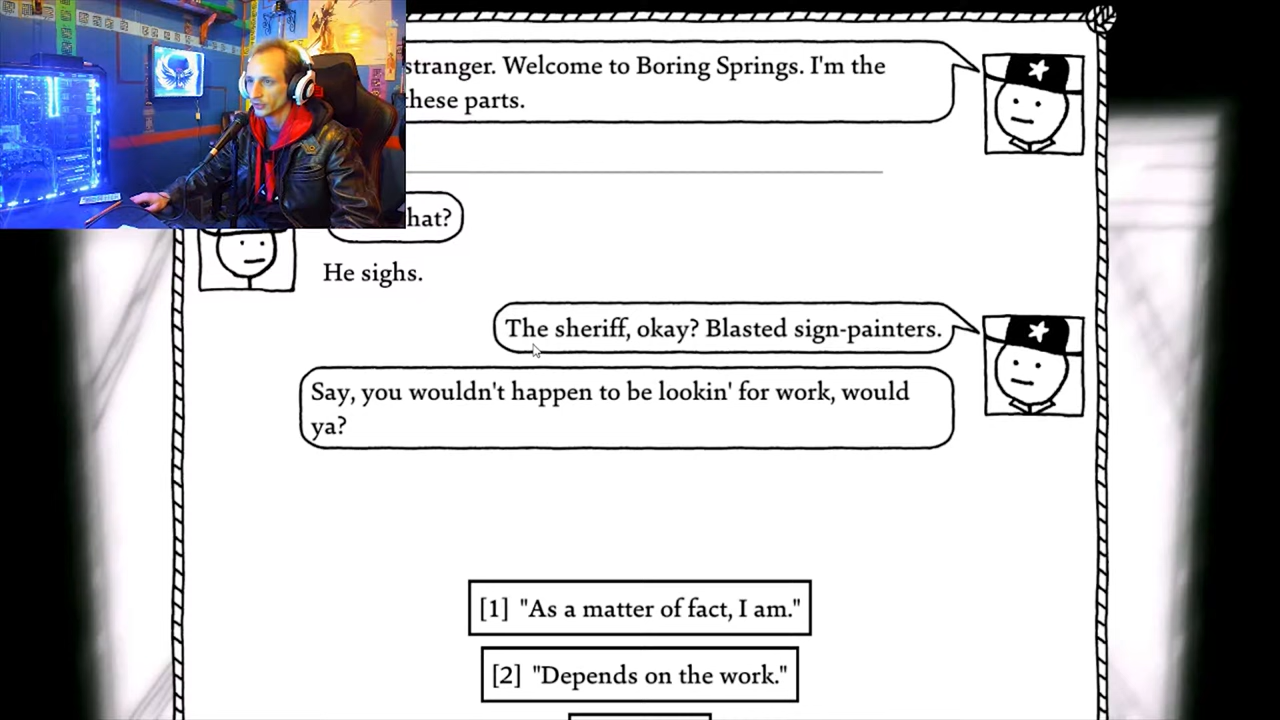 stranger. Welcome to Boring Springs. I'm the
these parts.
hat?
He sighs.
The sheriff, okay? Blasted sign-painters.
Say, you wouldn't happen to be lookin' for work, would
ya?
[1] "As a matter of fact, I am."
[2] "Depends on the work."